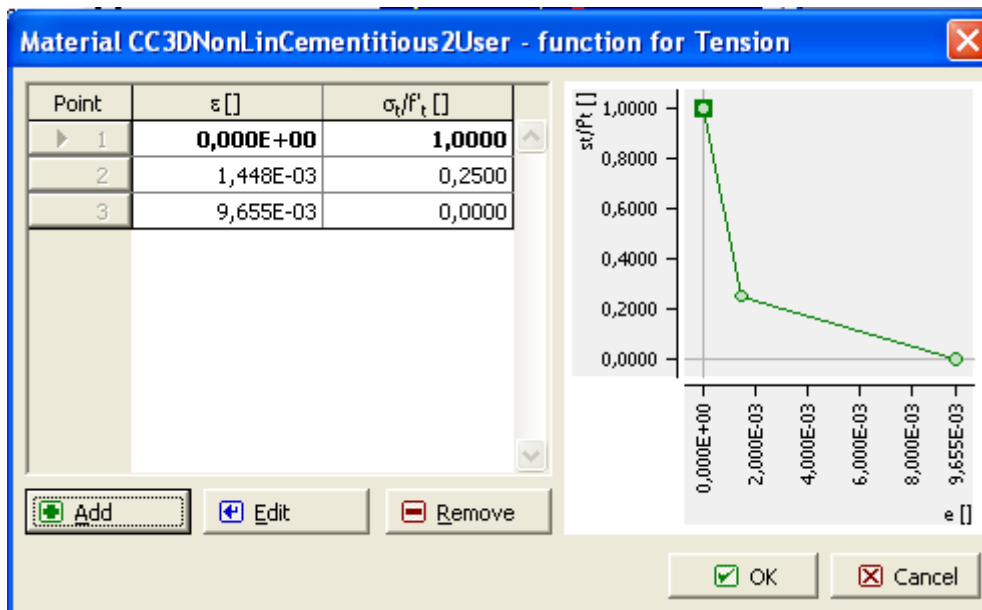 Material CC3DNonLinCementitious2User - function for Tension
Point ε [] σt/f't []
1 0,000E+00 1,0000
2 1,448E-03 0,2500
3 9,655E-03 0,0000
Add Edit Remove
st/f't []
1,0000
0,8000
0,6000
0,4000
0,2000
0,0000
0,000E+00 2,000E-03 4,000E-03 6,000E-03 8,000E-03 9,655E-03
e []
OK Cancel